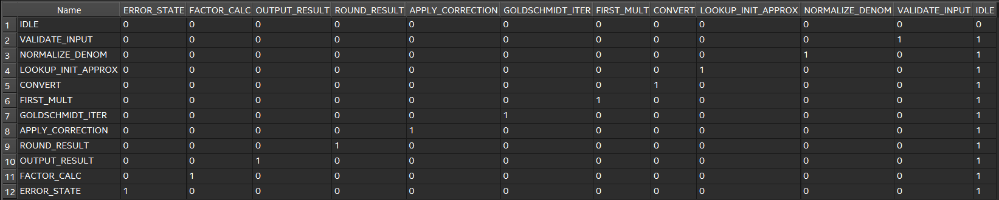 Name ERROR_STATE FACTOR_CALC OUTPUT_RESULT ROUND_RESULT APPLY_CORRECTION GOLDSCHMIDT_ITER FIRST_MULT CONVERT LOOKUP_INIT_APPROX NORMALIZE_DENOM VALIDATE_INPUT IDLE
1 IDLE 0 0 0 0 0 0 0 0 0 0 0 0
2 VALIDATE_INPUT 0 0 0 0 0 0 0 0 0 0 1 1
3 NORMALIZE_DENOM 0 0 0 0 0 0 0 0 0 1 0 1
4 LOOKUP_INIT_APPROX 0 0 0 0 0 0 0 0 1 0 0 1
5 CONVERT 0 0 0 0 0 0 0 1 0 0 0 1
6 FIRST_MULT 0 0 0 0 0 0 1 0 0 0 0 1
7 GOLDSCHMIDT_ITER 0 0 0 0 0 1 0 0 0 0 0 1
8 APPLY_CORRECTION 0 0 0 0 1 0 0 0 0 0 0 1
9 ROUND_RESULT 0 0 0 1 0 0 0 0 0 0 0 1
10 OUTPUT_RESULT 0 0 1 0 0 0 0 0 0 0 0 1
11 FACTOR_CALC 0 1 0 0 0 0 0 0 0 0 0 1
12 ERROR_STATE 1 0 0 0 0 0 0 0 0 0 0 1